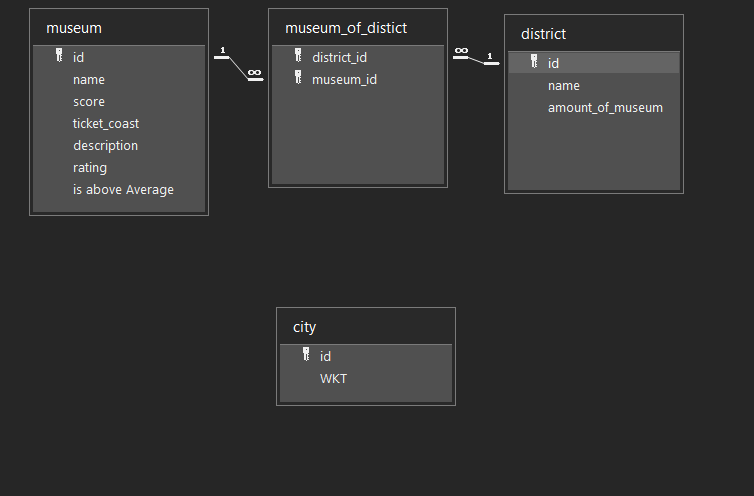 museum
id
name
score
ticket_coast
description
rating
is above Average
1
∞
museum_of_distict
district_id
museum_id
∞
1
district
id
name
amount_of_museum
city
id
WKT